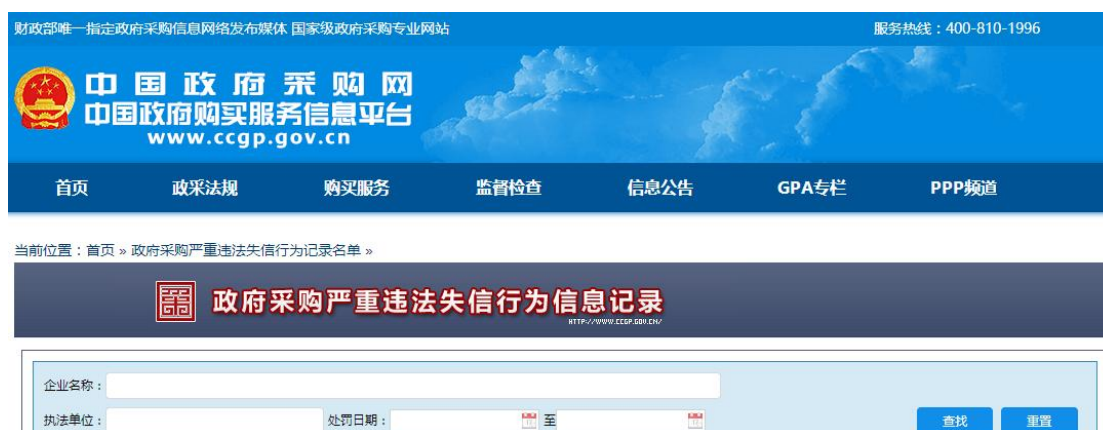 财政部唯一指定政府采购信息网络发布媒体 国家级政府采购专业网站
服务热线：400-810-1996
中国政府采购网
中国政府购买服务信息平台
www.ccgp.gov.cn
首页 政采法规 购买服务 监督检查 信息公告 GPA专栏 PPP频道
当前位置：首页 » 政府采购严重违法失信行为记录名单 »
政府采购严重违法失信行为信息记录
HTTP://WWW.CCGP.GOV.CN/
企业名称：
执法单位： 处罚日期： 至 查找 重置